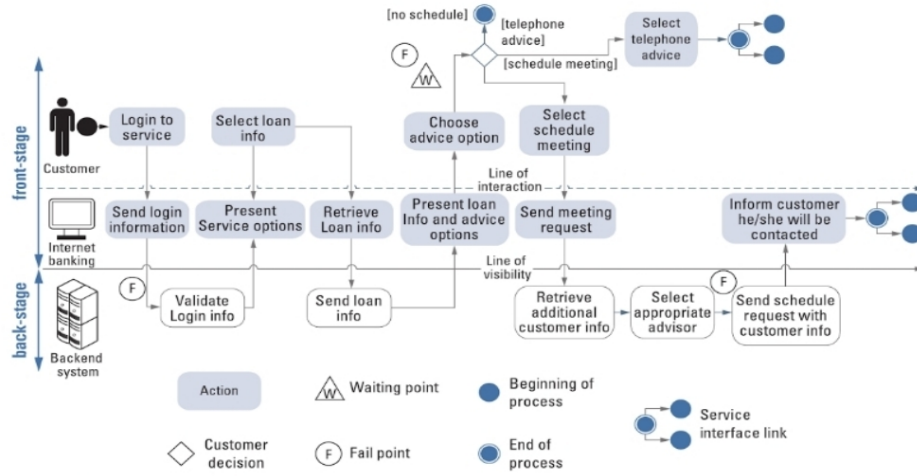 [no schedule]
[telephone
advice]
[schedule meeting]
Select
telephone
advice
F
W
front-stage
Customer
Login to
service
Select loan
info
Choose
advice option
Select
schedule
meeting
Line of
interaction
Internet
banking
Send login
information
Present
Service options
Retrieve
Loan info
Present loan
Info and advice
options
Send meeting
request
Inform customer
he/she will be
contacted
Line of
visibility
back-stage
Backend
system
F
Validate
Login info
Send loan
info
Retrieve
additional
customer info
Select
appropriate
advisor
F
Send schedule
request with
customer info
Action
W
Waiting point
Beginning of
process
Service
interface link
Customer
decision
F
Fail point
End of
process